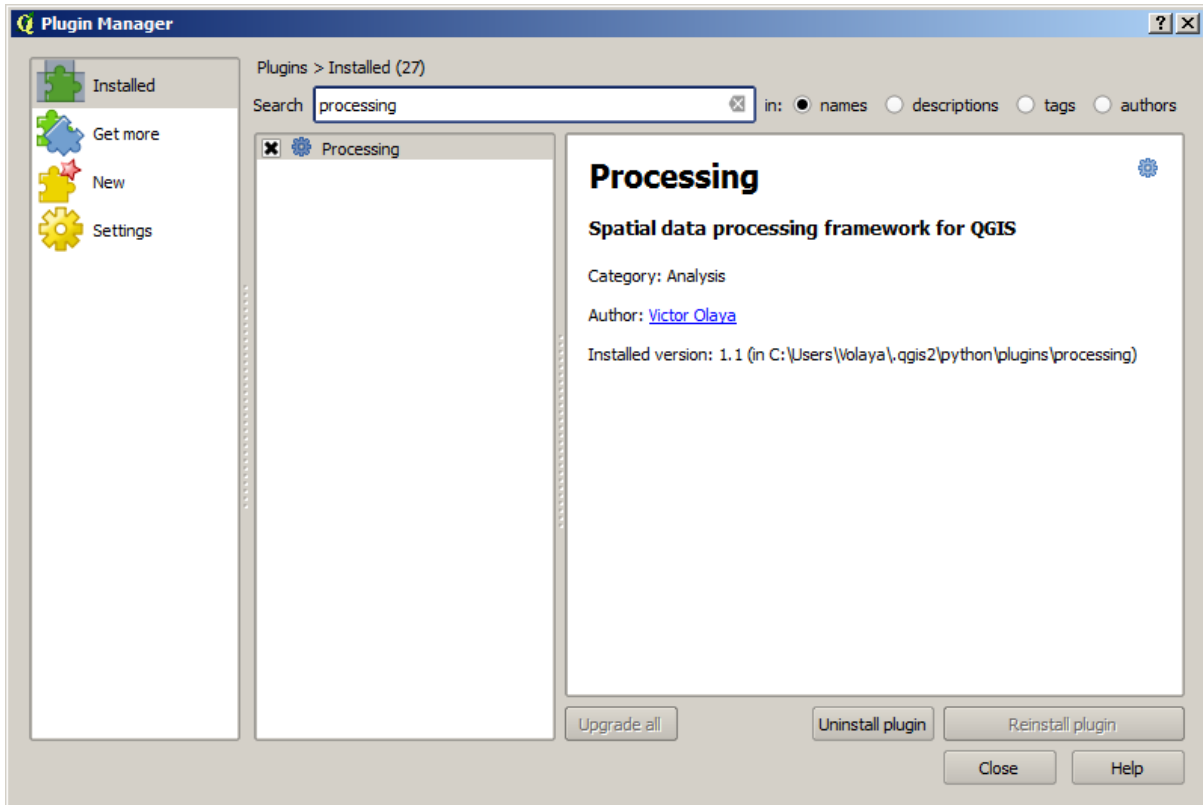 Plugin Manager
Installed
Get more
New
Settings
Plugins > Installed (27)
Search processing in: names descriptions tags authors
Processing
Processing
Spatial data processing framework for QGIS
Category: Analysis
Author: Victor Olaya
Installed version: 1.1 (in C:\Users\Volaya\.qgis2\python\plugins\processing)
Upgrade all Uninstall plugin Reinstall plugin
Close Help